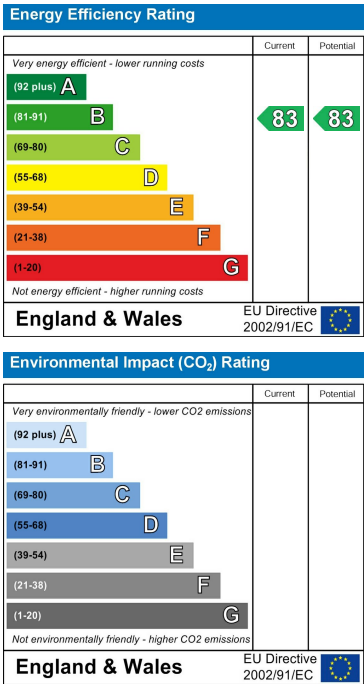 Energy Efficiency Rating
Current Potential
Very energy efficient - lower running costs
(92 plus) A
(81-91) B 83 83
(69-80) C
(55-68) D
(39-54) E
(21-38) F
(1-20) G
Not energy efficient - higher running costs
England & Wales EU Directive 2002/91/EC
Environmental Impact (CO₂) Rating
Current Potential
Very environmentally friendly - lower CO2 emissions
(92 plus) A
(81-91) B
(69-80) C
(55-68) D
(39-54) E
(21-38) F
(1-20) G
Not environmentally friendly - higher CO2 emissions
England & Wales EU Directive 2002/91/EC